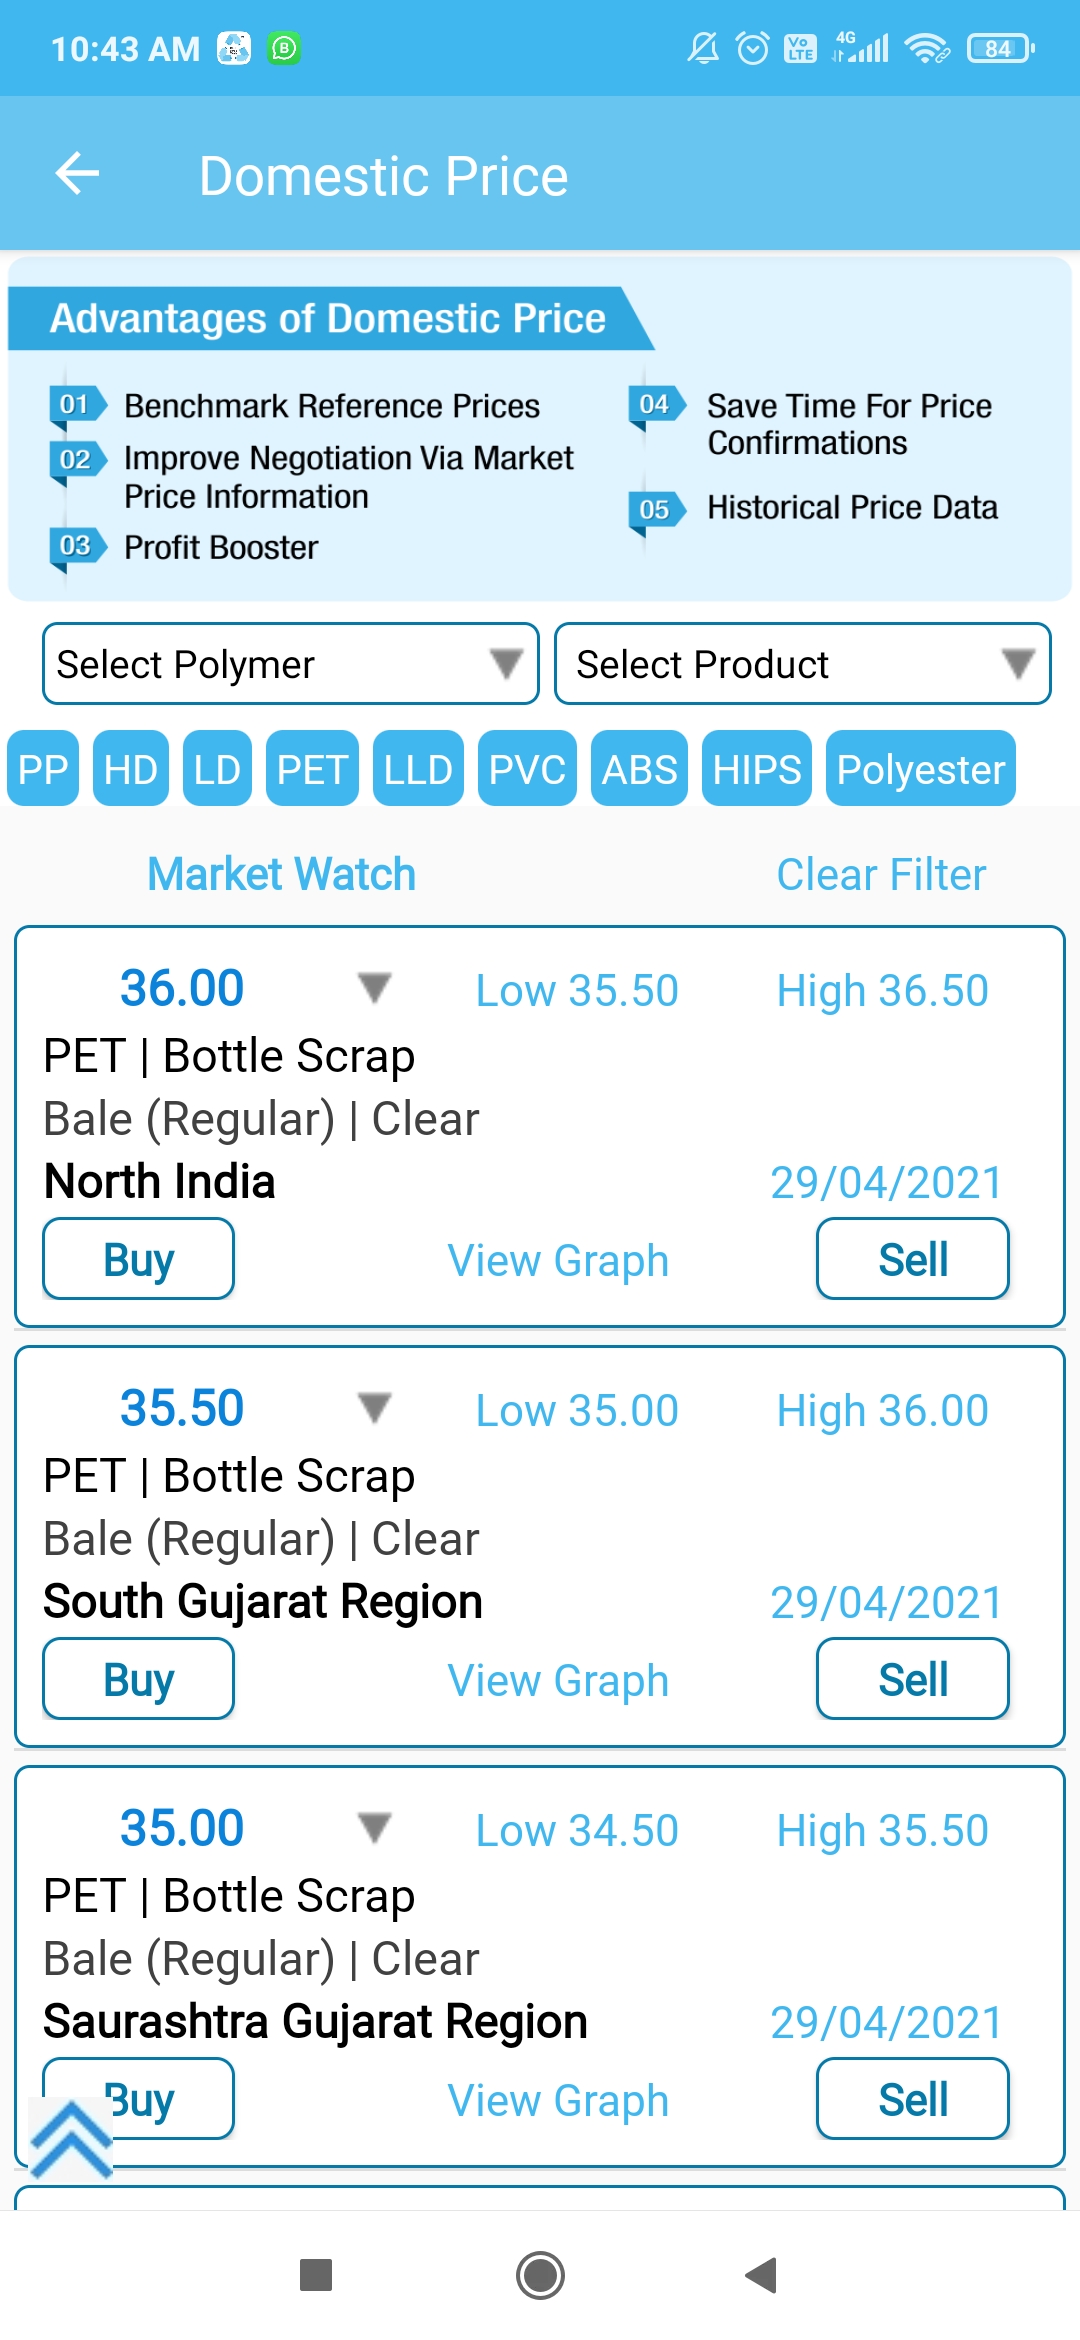 10:43 AM
4G
Vo LTE
84
Domestic Price
Advantages of Domestic Price
01 Benchmark Reference Prices
02 Improve Negotiation Via Market
Price Information
03 Profit Booster
04 Save Time For Price
Confirmations
05 Historical Price Data
Select Polymer
Select Product
PP HD LD PET LLD PVC ABS HIPS Polyester
Market Watch
Clear Filter
36.00 Low 35.50 High 36.50
PET | Bottle Scrap
Bale (Regular) | Clear
North India 29/04/2021
Buy View Graph Sell
35.50 Low 35.00 High 36.00
PET | Bottle Scrap
Bale (Regular) | Clear
South Gujarat Region 29/04/2021
Buy View Graph Sell
35.00 Low 34.50 High 35.50
PET | Bottle Scrap
Bale (Regular) | Clear
Saurashtra Gujarat Region 29/04/2021
Buy View Graph Sell